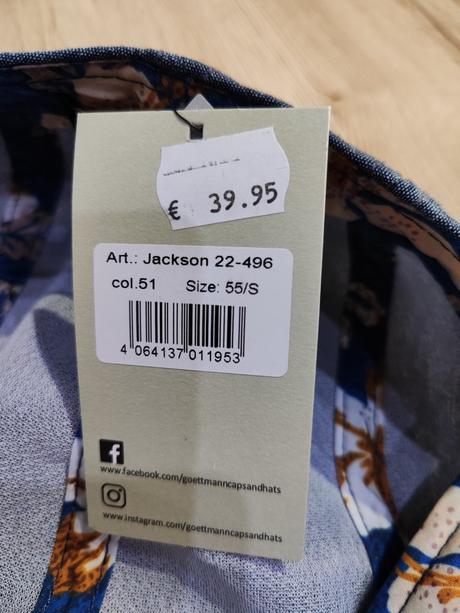 € 39.95
Art.: Jackson 22-496
col.51 Size: 55/S
4 064137 011953
www.facebook.com/goettmanncapsandhats
www.instagram.com/goettmanncapsandhats